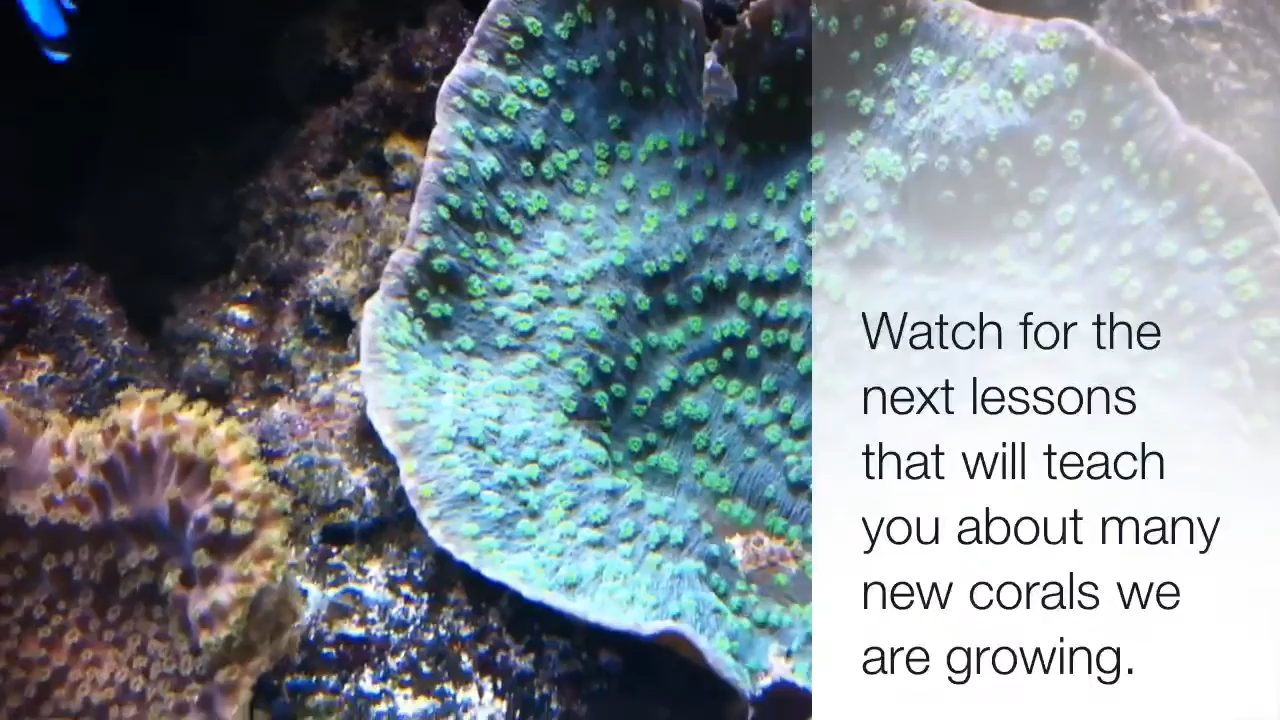 Watch for the
next lessons
that will teach
you about many
new corals we
are growing.